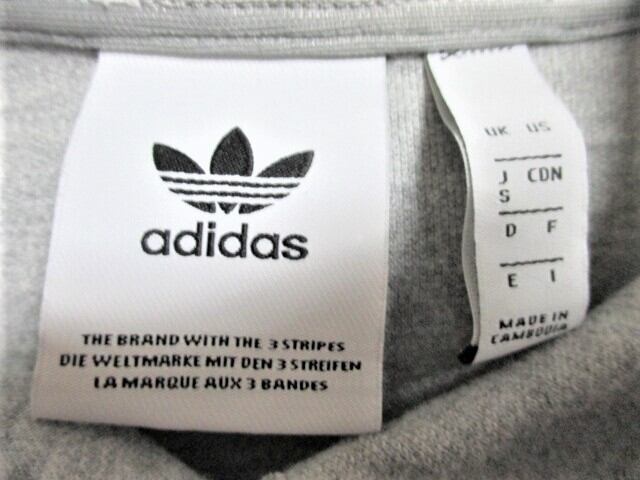 adidas
THE BRAND WITH THE 3 STRIPES
DIE WELTMARKE MIT DEN 3 STREIFEN
LA MARQUE AUX 3 BANDES
UK US
J CDN
S
D F
E I
MADE IN
CAMBODIA